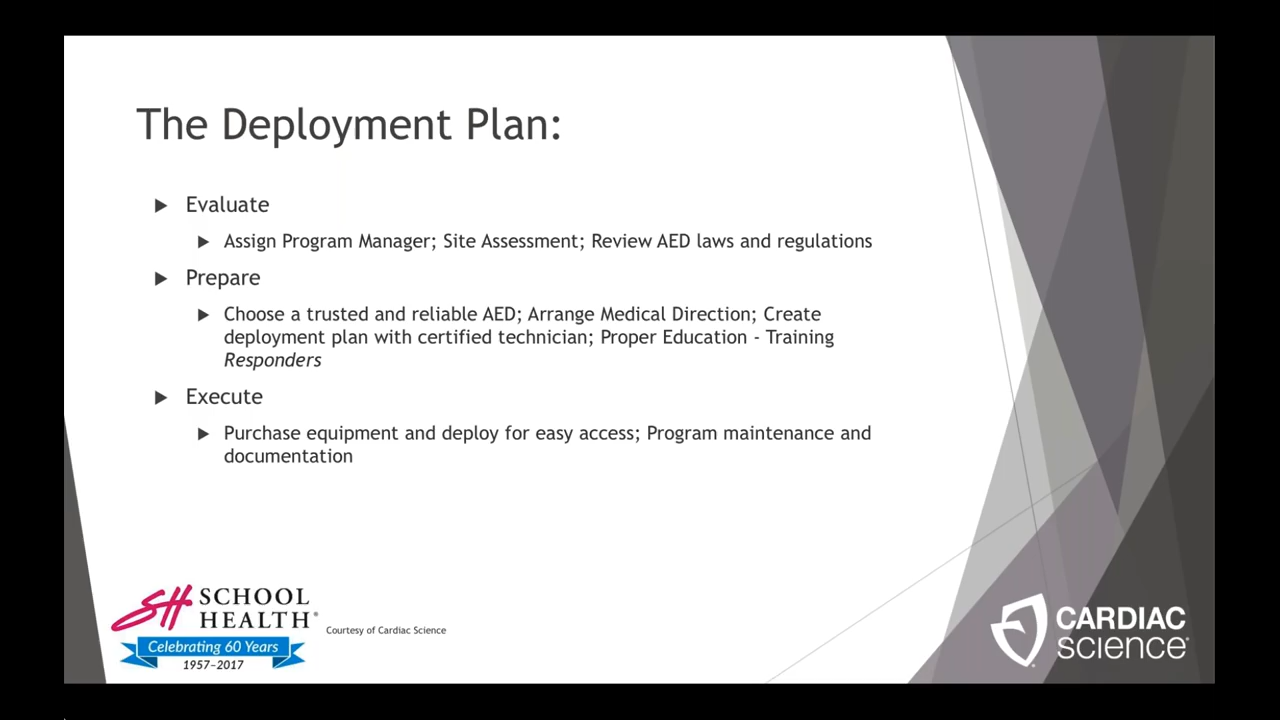 The Deployment Plan:
Evaluate
Assign Program Manager; Site Assessment; Review AED laws and regulations
Prepare
Choose a trusted and reliable AED; Arrange Medical Direction; Create
deployment plan with certified technician; Proper Education - Training
Responders
Execute
Purchase equipment and deploy for easy access; Program maintenance and
documentation
SH SCHOOL
HEALTH®
Celebrating 60 Years
1957–2017
Courtesy of Cardiac Science
CARDIAC
science®